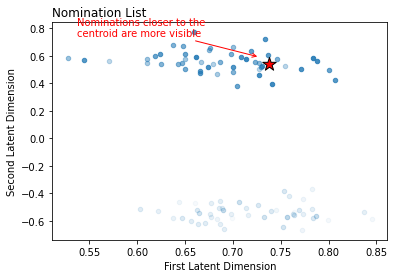 Nomination List
Nominations closer to the
centroid are more visible
0.8
0.6
0.4
0.2
0.0
−0.2
−0.4
−0.6
Second Latent Dimension
0.55 0.60 0.65 0.70 0.75 0.80 0.85
First Latent Dimension